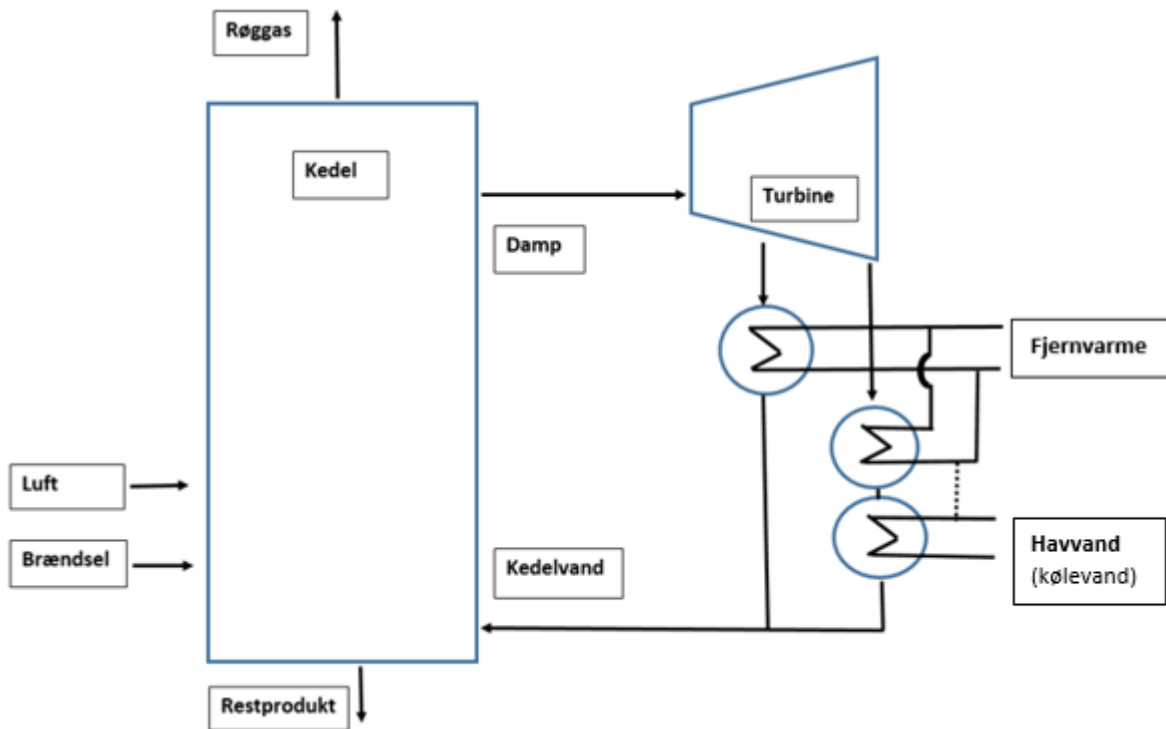 Røggas
Kedel
Turbine
Damp
Fjernvarme
Luft
Brændsel
Kedelvand
Havvand
(kølevand)
Restprodukt